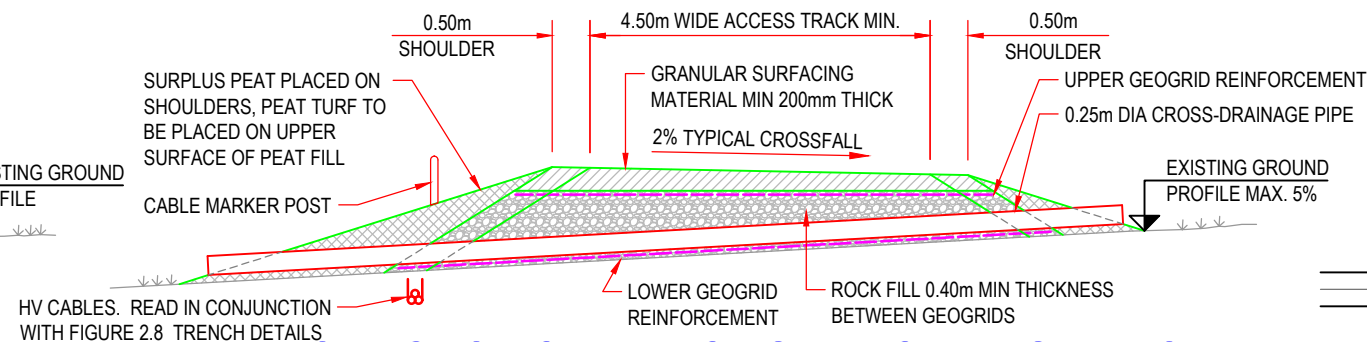 0.50m
SHOULDER
4.50m WIDE ACCESS TRACK MIN.
0.50m
SHOULDER
SURPLUS PEAT PLACED ON
SHOULDERS, PEAT TURF TO
BE PLACED ON UPPER
SURFACE OF PEAT FILL
GRANULAR SURFACING
MATERIAL MIN 200mm THICK
2% TYPICAL CROSSFALL
UPPER GEOGRID REINFORCEMENT
0.25m DIA CROSS-DRAINAGE PIPE
STING GROUND
FILE
CABLE MARKER POST
EXISTING GROUND
PROFILE MAX. 5%
HV CABLES. READ IN CONJUNCTION
WITH FIGURE 2.8 TRENCH DETAILS
LOWER GEOGRID
REINFORCEMENT
ROCK FILL 0.40m MIN THICKNESS
BETWEEN GEOGRIDS